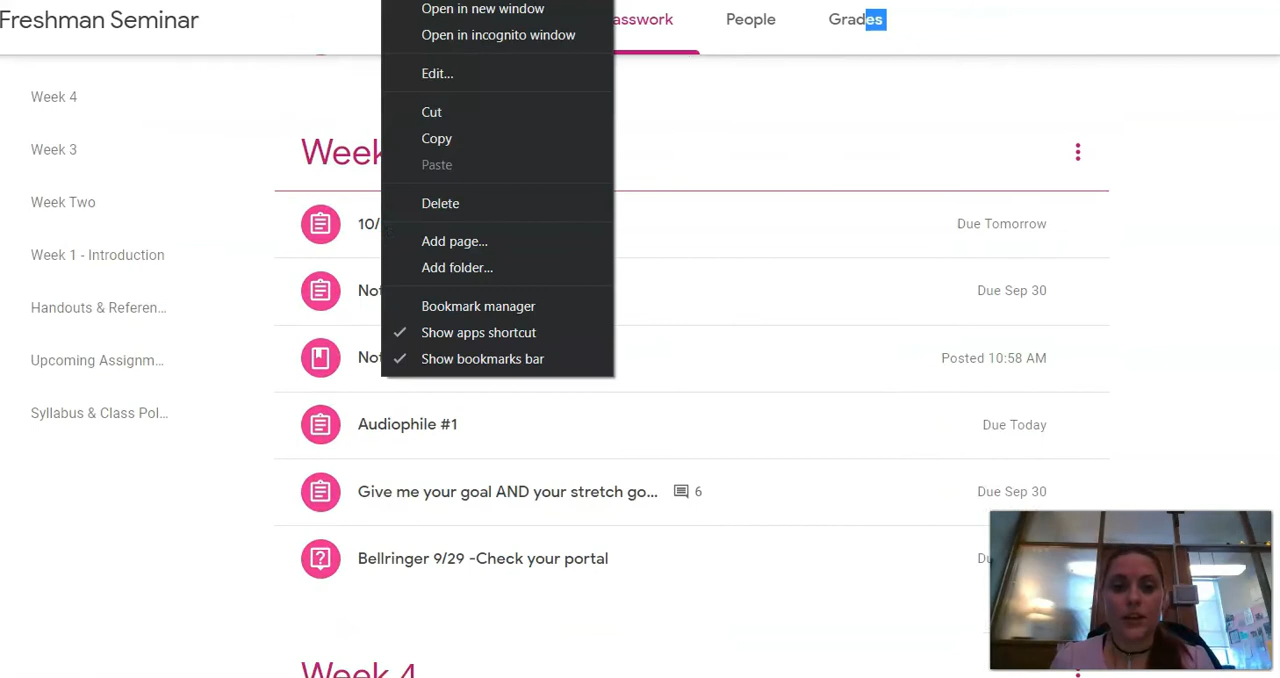 Freshman Seminar
asswork
People
Grades
Open in new window
Open in incognito window
Edit...
Cut
Copy
Paste
Delete
Add page...
Add folder...
Bookmark manager
Show apps shortcut
Show bookmarks bar
Week 4
Week 3
Week Two
Week 1 - Introduction
Handouts & Referen...
Upcoming Assignm...
Syllabus & Class Pol...
Week
10/
Due Tomorrow
Not
Due Sep 30
Not
Posted 10:58 AM
Audiophile #1
Due Today
Give me your goal AND your stretch go...
6
Due Sep 30
Bellringer 9/29 -Check your portal
Du
Week 4